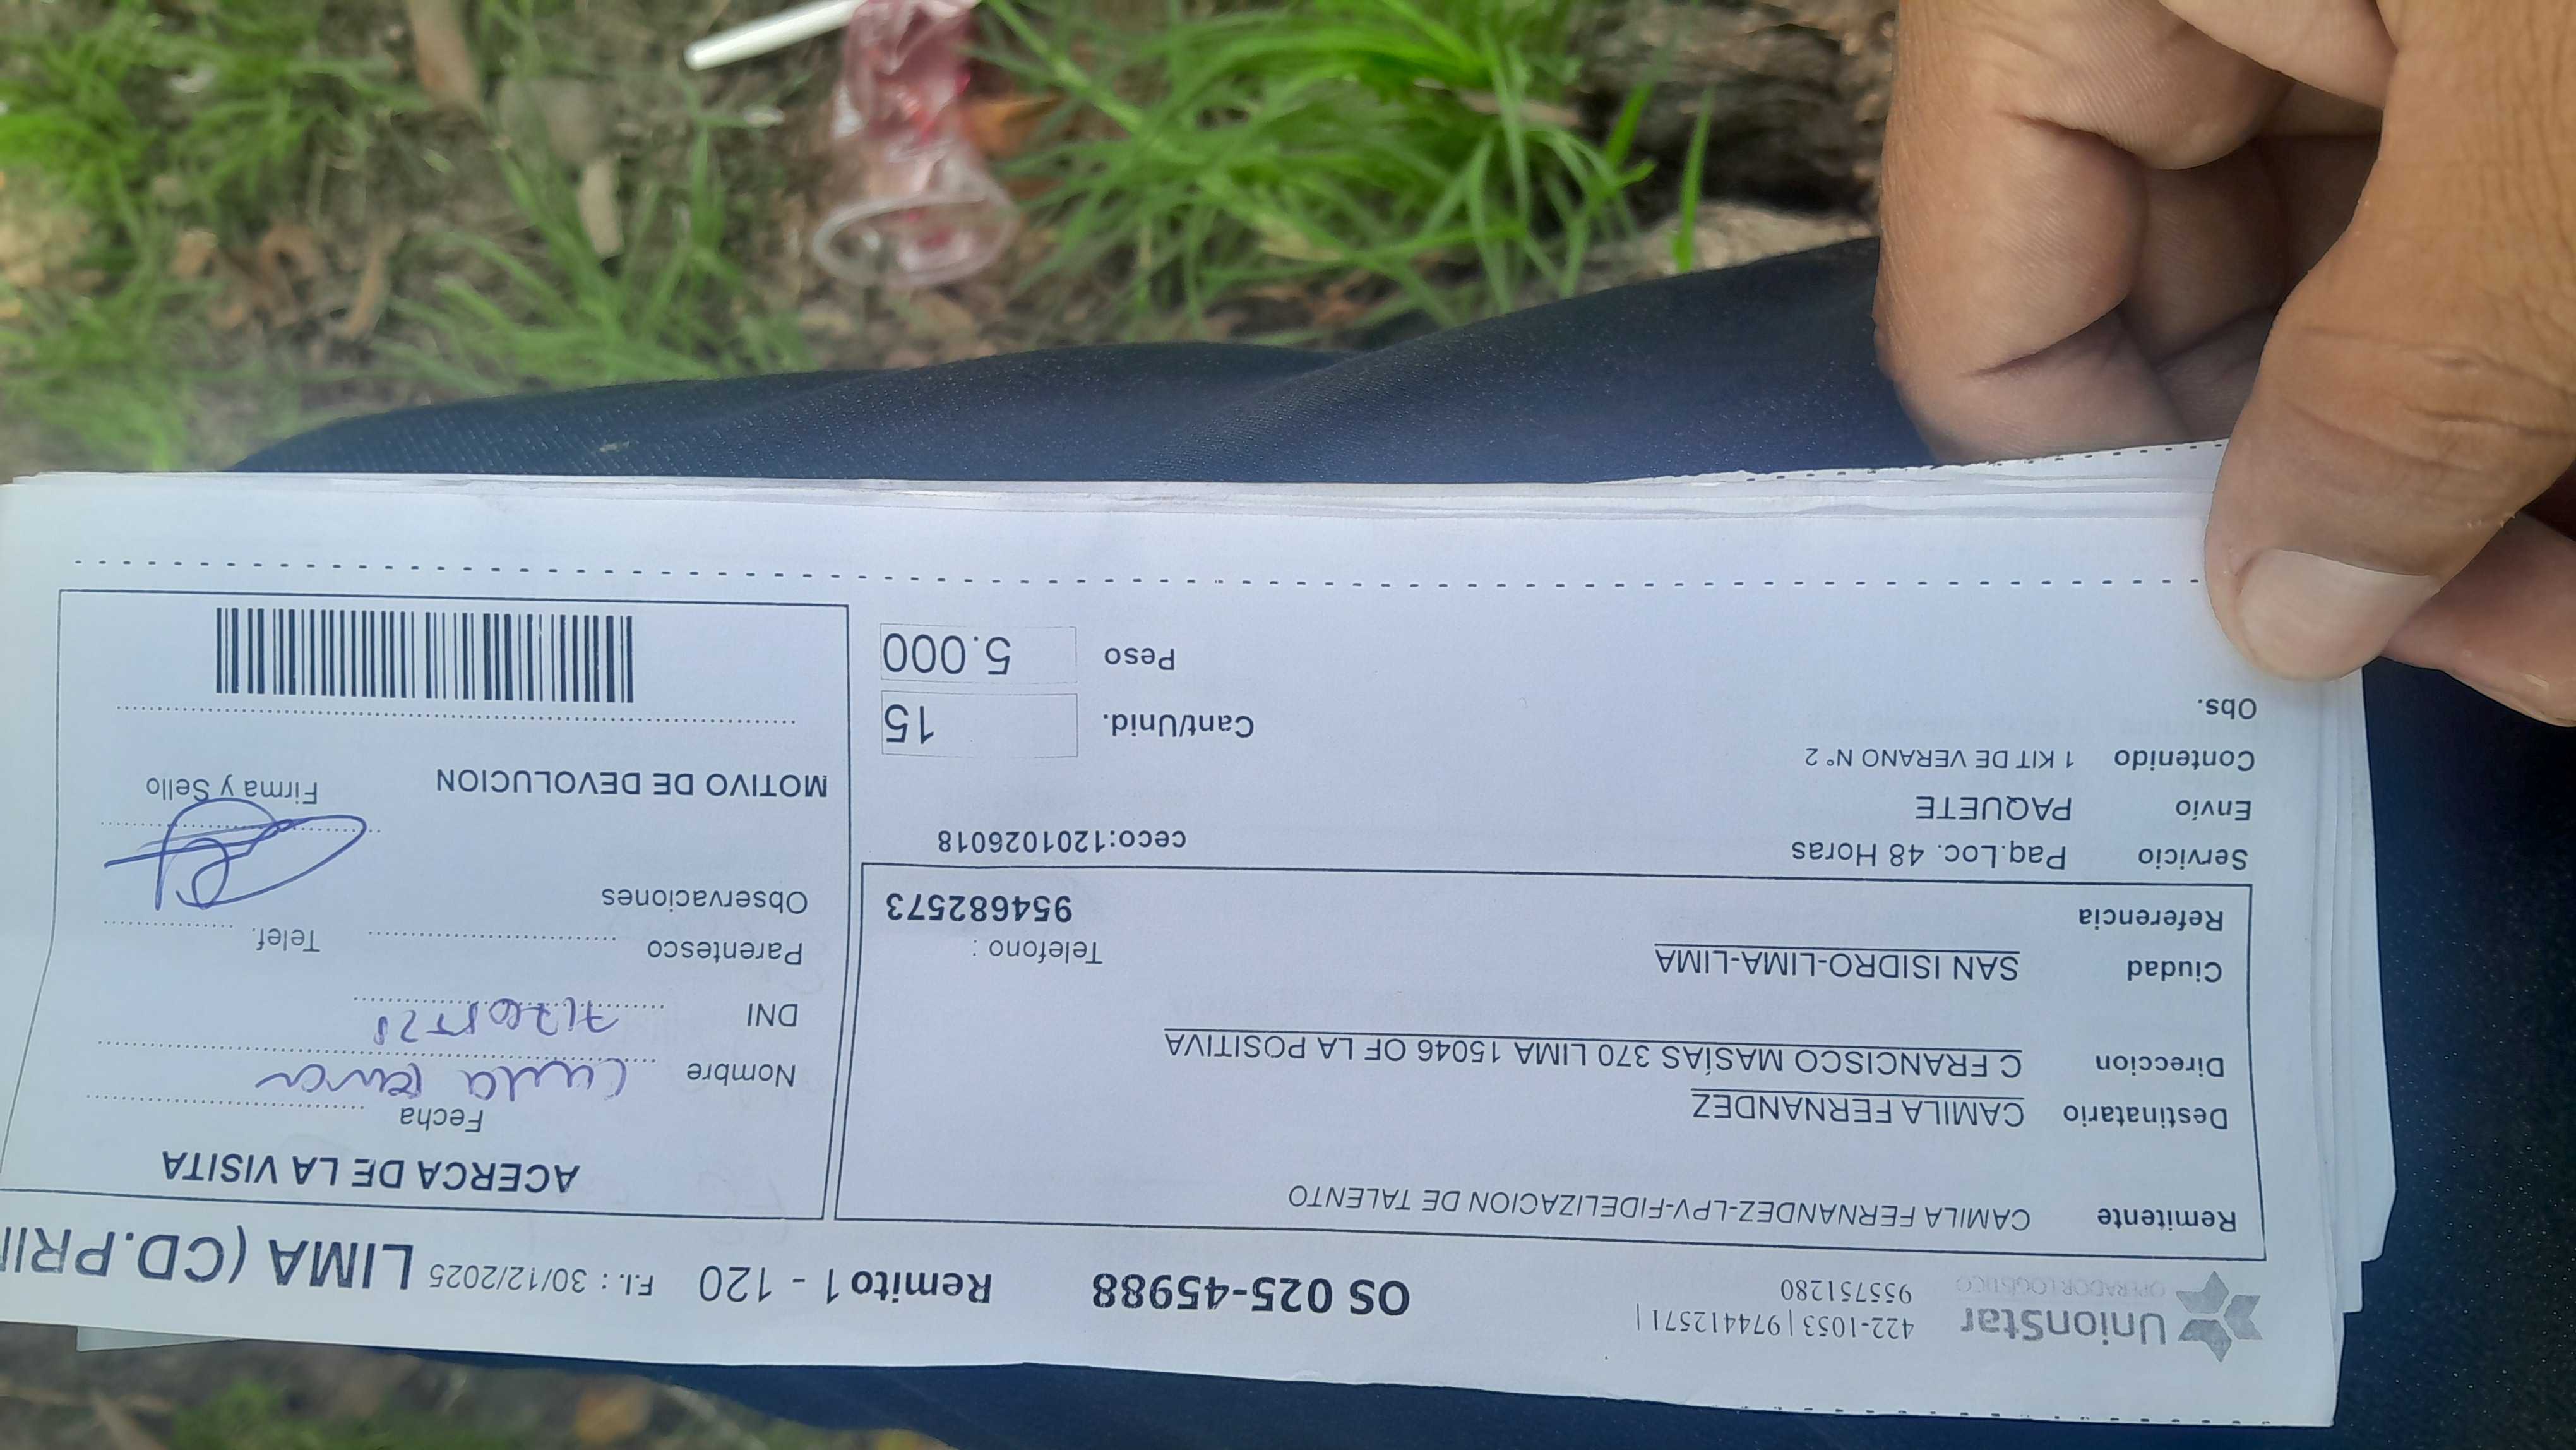 UnionStar
OPERADOR LOGÍSTICO
422-1053 | 974412571 |
955751280
OS 025-45988
Remito 1 - 120
F.I. : 30/12/2025
LIMA (CD.PRI
Remitente CAMILA FERNANDEZ-LPV-FIDELIZACION DE TALENTO
Destinatario CAMILA FERNANDEZ
Direccion C FRANCISCO MASÍAS 370 LIMA 15046 OF LA POSITIVA
Ciudad SAN ISIDRO-LIMA-LIMA
Telefono :
954682573
Referencia
Servicio Paq.Loc. 48 Horas
ceco:1201026018
Envío PAQUETE
Contenido 1 KIT DE VERANO N° 2
Obs.
Cant/Unid. 15
Peso 5.000
ACERCA DE LA VISITA
Fecha
Nombre
DNI
Parentesco
Telef.
Observaciones
Firma y Sello
MOTIVO DE DEVOLUCION